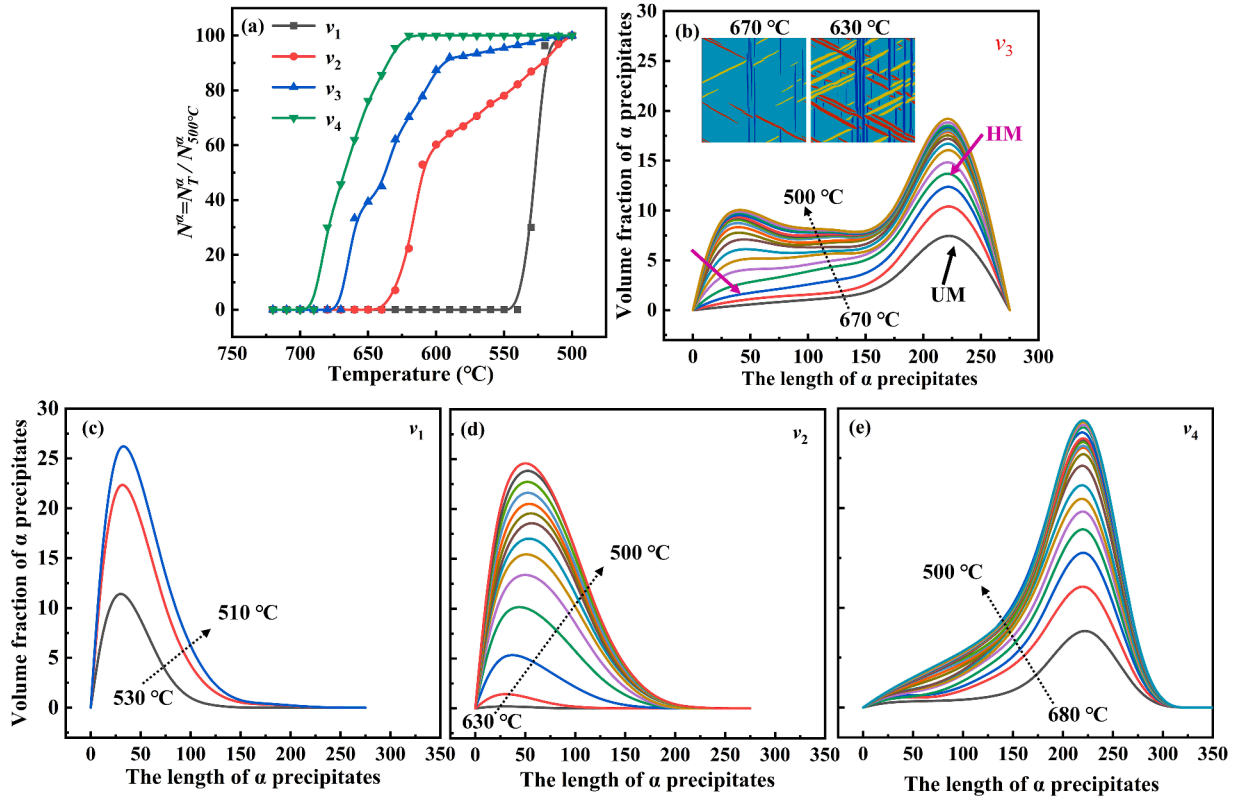 (a)
v1
v2
v3
v4
100
80
60
40
20
0
750
700
650
600
550
500
Temperature (℃)
Nα=NαT / Nα500℃
(b)
670 ℃
630 ℃
v3
HM
500 ℃
UM
670 ℃
30
25
20
15
10
5
0
0
50
100
150
200
250
300
The length of α precipitates
Volume fraction of α precipitates
(c)
v1
510 ℃
530 ℃
30
25
20
15
10
5
0
0
50
100
150
200
250
300
350
The length of α precipitates
Volume fraction of α precipitates
(d)
v2
500 ℃
630 ℃
0
50
100
150
200
250
300
350
The length of α precipitates
(e)
v4
500 ℃
680 ℃
0
50
100
150
200
250
300
350
The length of α precipitates